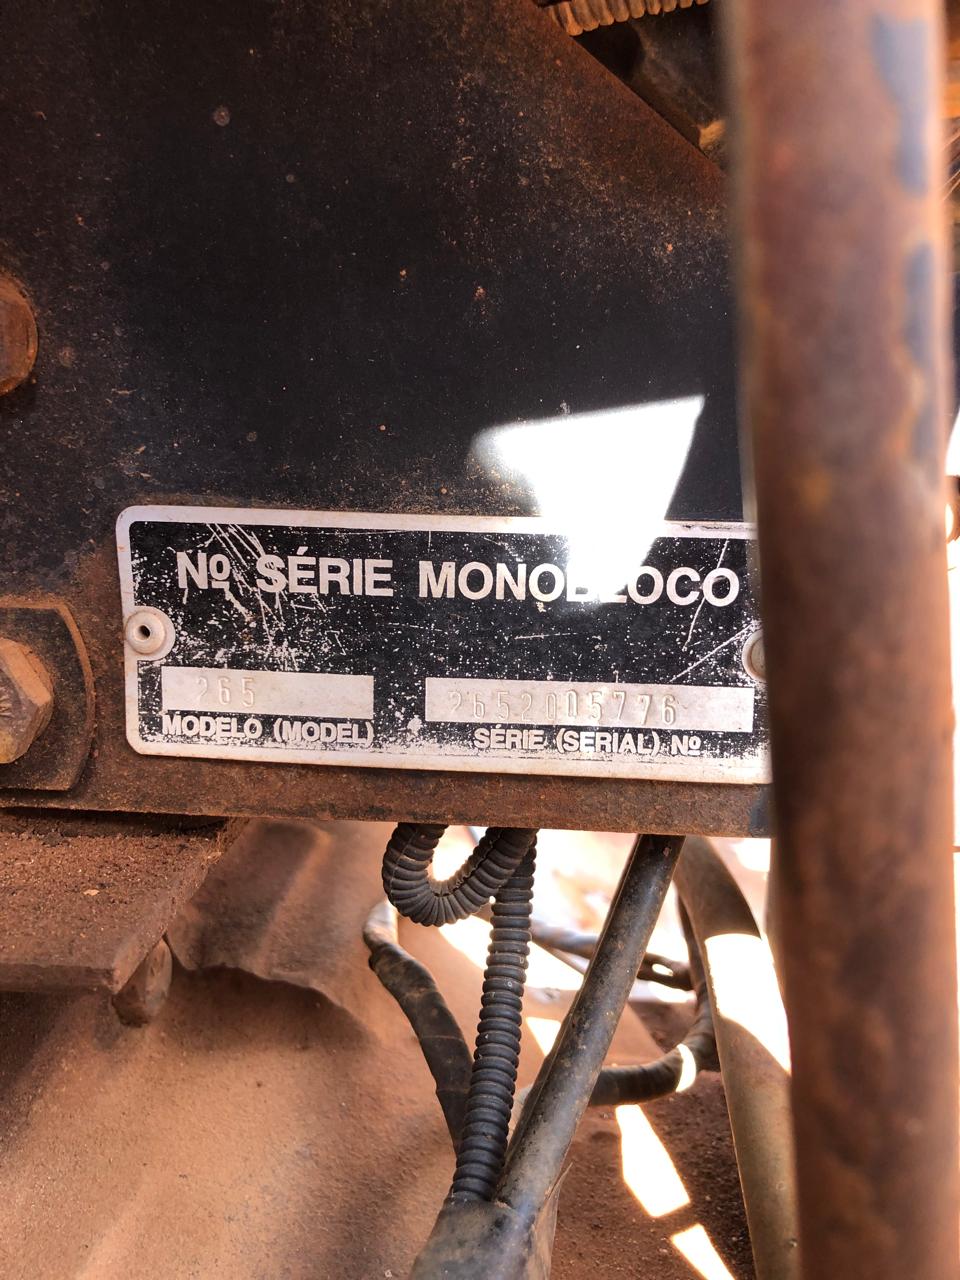 Nº SÉRIE MONOBLOCO
265 2652005776
MODELO (MODEL) SÉRIE (SERIAL) Nº